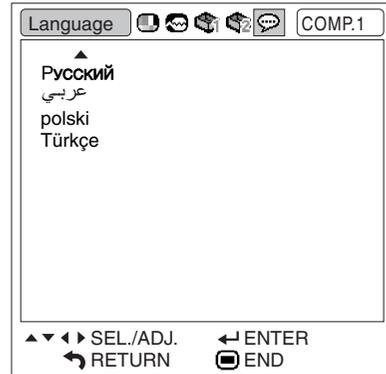 Language COMP.1
Русский
عربي
polski
Türkçe
SEL./ADJ. ENTER
RETURN END